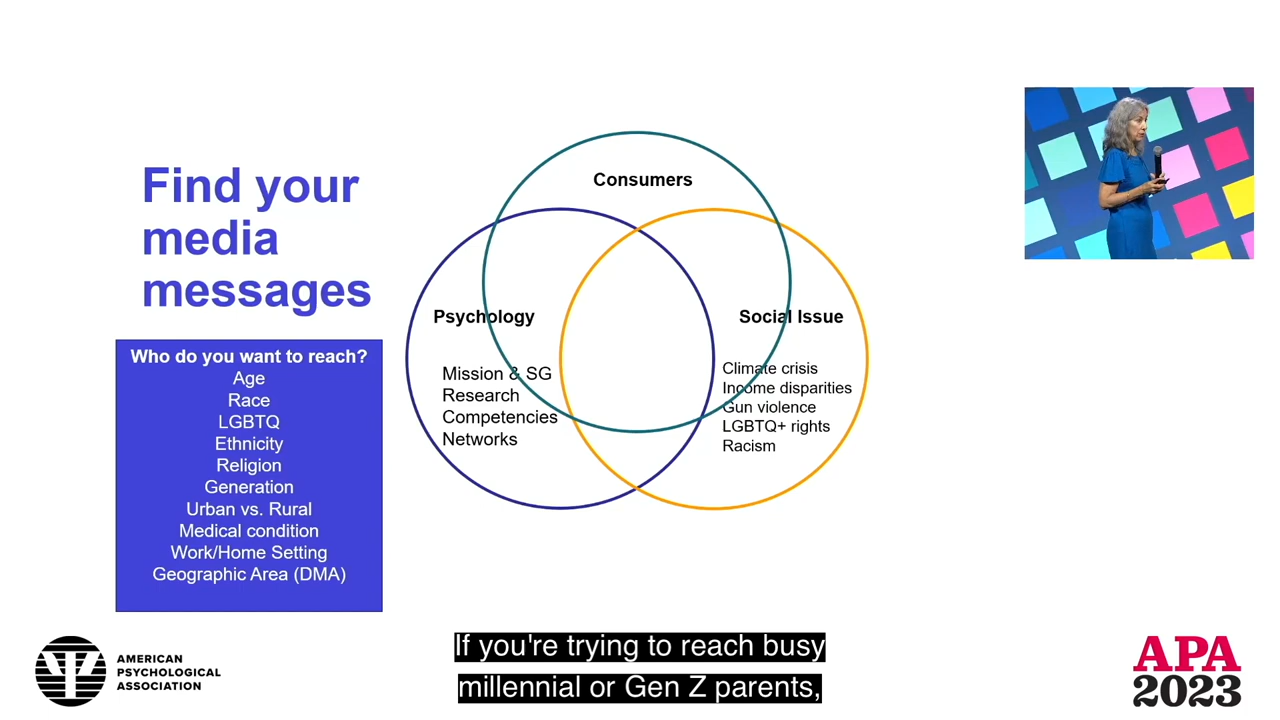 Find your
media
messages
Who do you want to reach?
Age
Race
LGBTQ
Ethnicity
Religion
Generation
Urban vs. Rural
Medical condition
Work/Home Setting
Geographic Area (DMA)
Consumers
Psychology
Mission & SG
Research
Competencies
Networks
Social Issue
Climate crisis
Income disparities
Gun violence
LGBTQ+ rights
Racism
AMERICAN
PSYCHOLOGICAL
ASSOCIATION
If you're trying to reach busy
millennial or Gen Z parents,
APA
2023